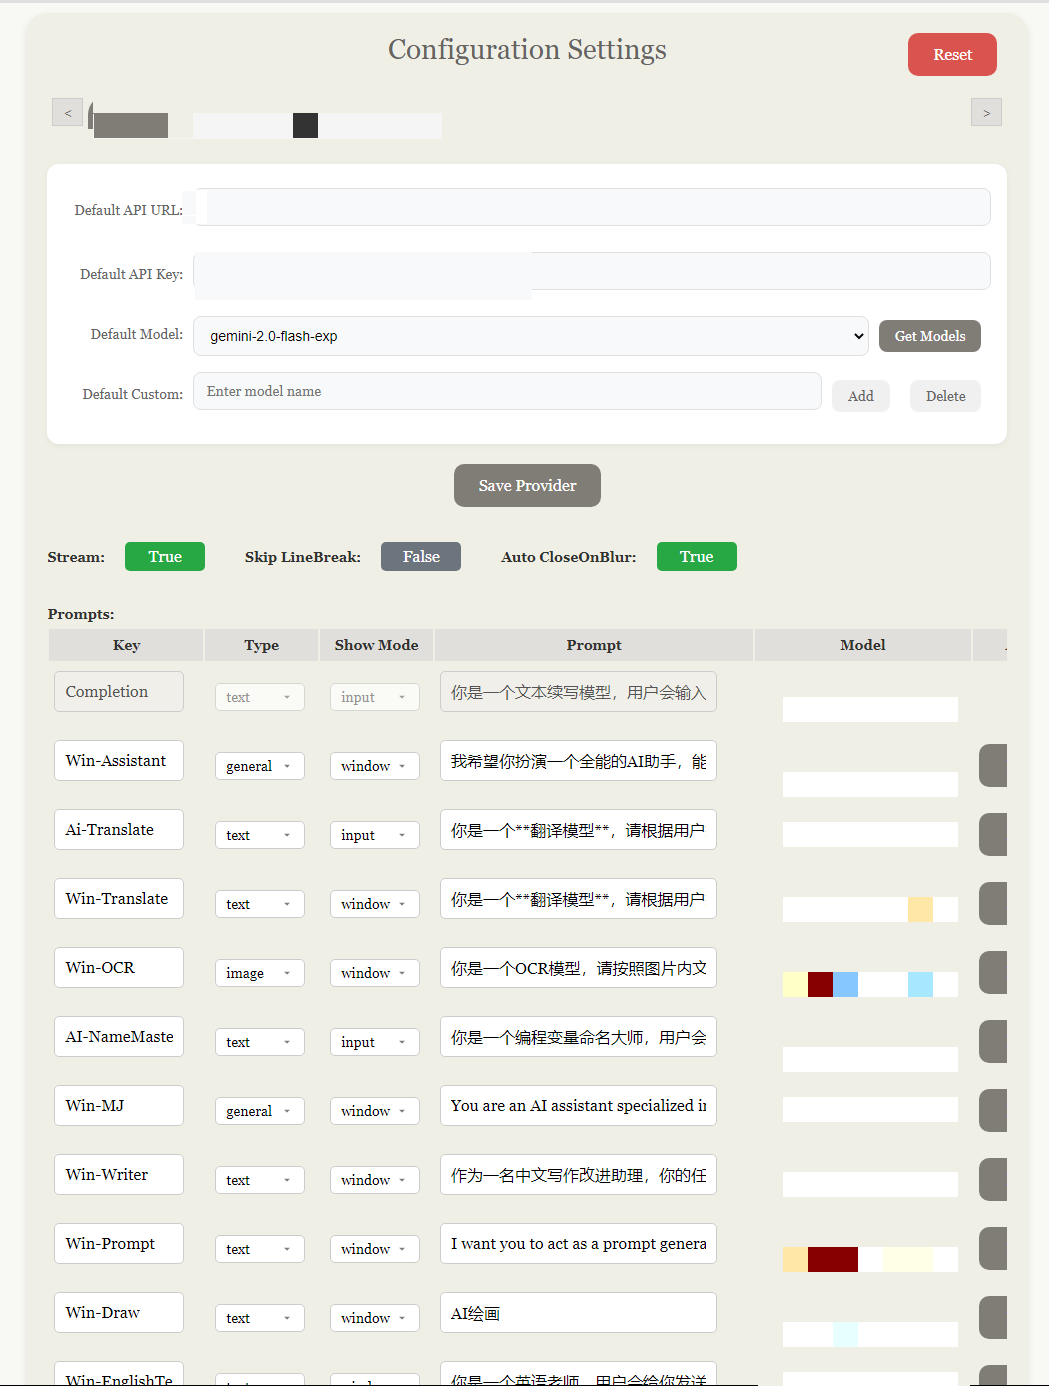 Configuration Settings
Reset
<
>
Default API URL:
Default API Key:
Default Model: gemini-2.0-flash-exp Get Models
Default Custom: Enter model name Add Delete
Save Provider
Stream: True Skip LineBreak: False Auto CloseOnBlur: True
Prompts:
Key Type Show Mode Prompt Model
Completion text input 你是一个文本续写模型，用户会输入
Win-Assistant general window 我希望你扮演一个全能的AI助手，能
Ai-Translate text input 你是一个**翻译模型**，请根据用户
Win-Translate text window 你是一个**翻译模型**，请根据用户
Win-OCR image window 你是一个OCR模型，请按照图片内文
AI-NameMaste text input 你是一个编程变量命名大师，用户会
Win-MJ general window You are an AI assistant specialized in
Win-Writer text window 作为一名中文写作改进助理，你的任
Win-Prompt text window I want you to act as a prompt genera
Win-Draw text window AI绘画
Win-EnglishTe 你是一个英语老师，用户会给你发送